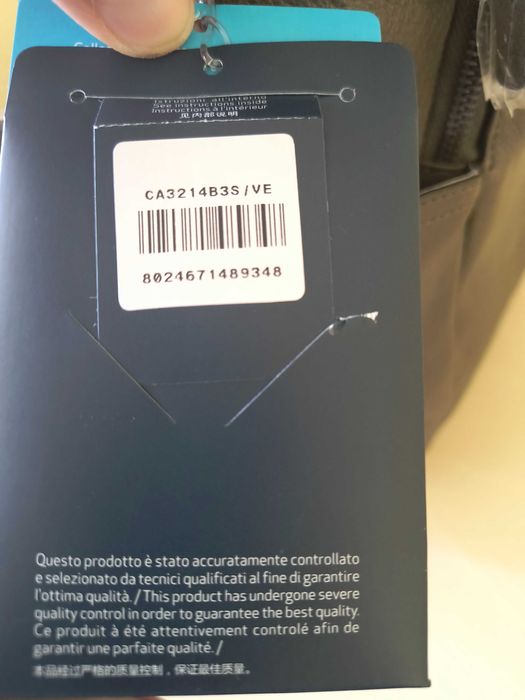 Istruzioni all'interno
See instructions inside
Instructions à l'intérieur
见内部说明
CA3214B3S/VE
8024671489348
Questo prodotto è stato accuratamente controllato
e selezionato da tecnici qualificati al fine di garantire
l'ottima qualità. / This product has undergone severe
quality control in order to guarantee the best quality.
Ce produit à été attentivement controlé afin de
garantir une parfaite qualité. /
本品经过严格的质量控制，保证最佳质量。